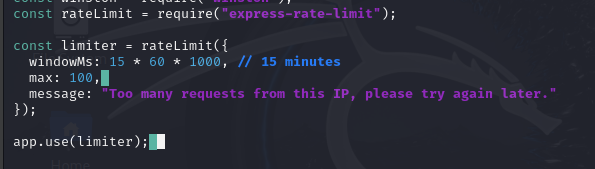 const winston = require("winston");
const rateLimit = require("express-rate-limit");
const limiter = rateLimit({
windowMs: 15 * 60 * 1000, // 15 minutes
max: 100,
message: "Too many requests from this IP, please try again later."
});
app.use(limiter);
Home